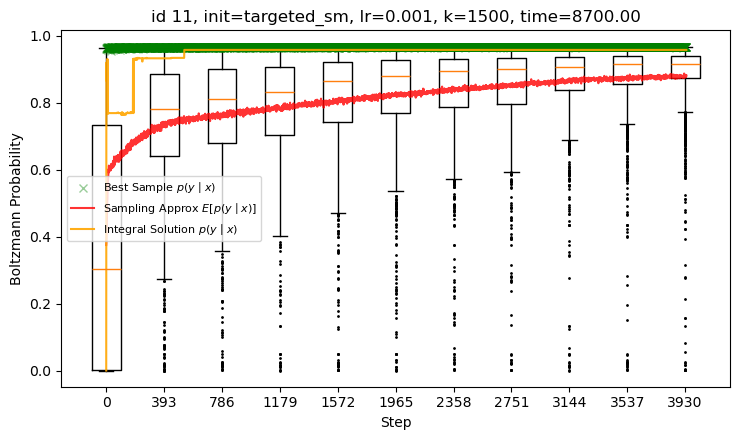 id 11, init=targeted_sm, lr=0.001, k=1500, time=8700.00
Boltzmann Probability
1.0
0.8
0.6
0.4
0.2
0.0
Best Sample p(y | x)
Sampling Approx E[p(y | x)]
Integral Solution p(y | x)
0 393 786 1179 1572 1965 2358 2751 3144 3537 3930
Step